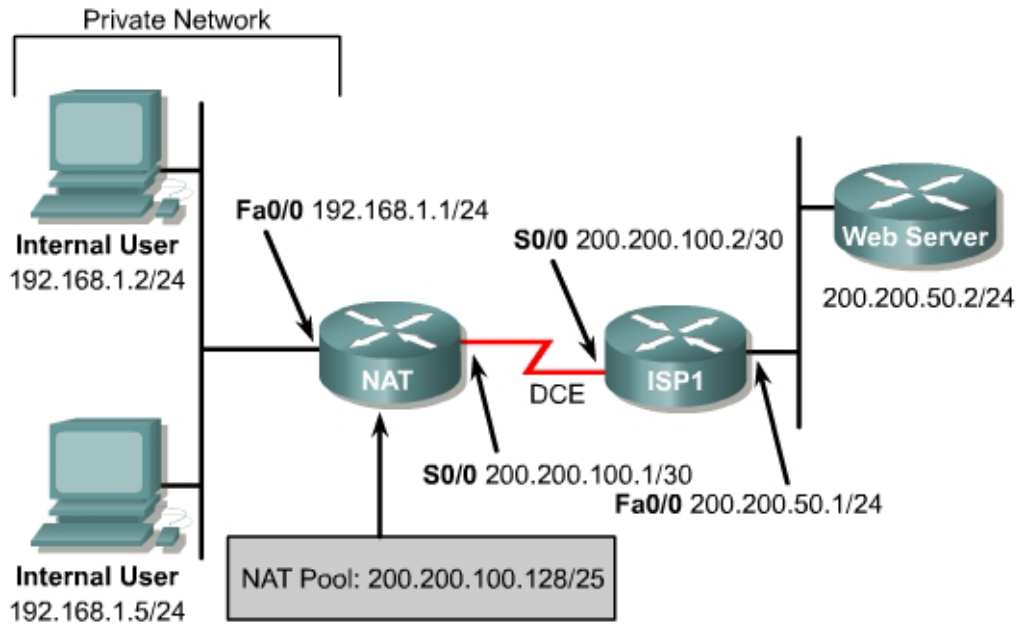 Private Network
Internal User
192.168.1.2/24
Fa0/0 192.168.1.1/24
NAT
S0/0 200.200.100.2/30
DCE
ISP1
Web Server
200.200.50.2/24
S0/0 200.200.100.1/30
Fa0/0 200.200.50.1/24
NAT Pool: 200.200.100.128/25
Internal User
192.168.1.5/24